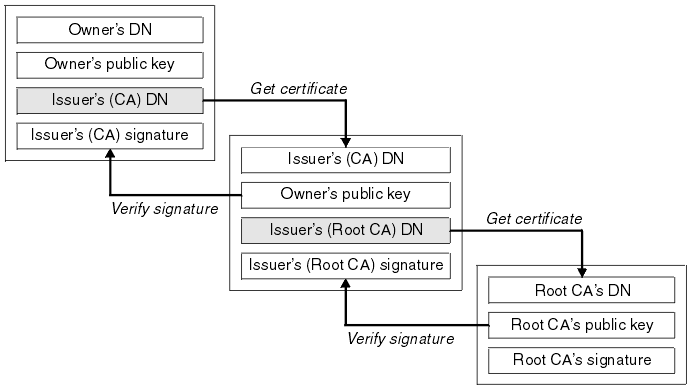 Owner's DN
Owner's public key
Issuer's (CA) DN
Issuer's (CA) signature
Get certificate
Verify signature
Issuer's (CA) DN
Owner's public key
Issuer's (Root CA) DN
Issuer's (Root CA) signature
Get certificate
Verify signature
Root CA's DN
Root CA's public key
Root CA's signature